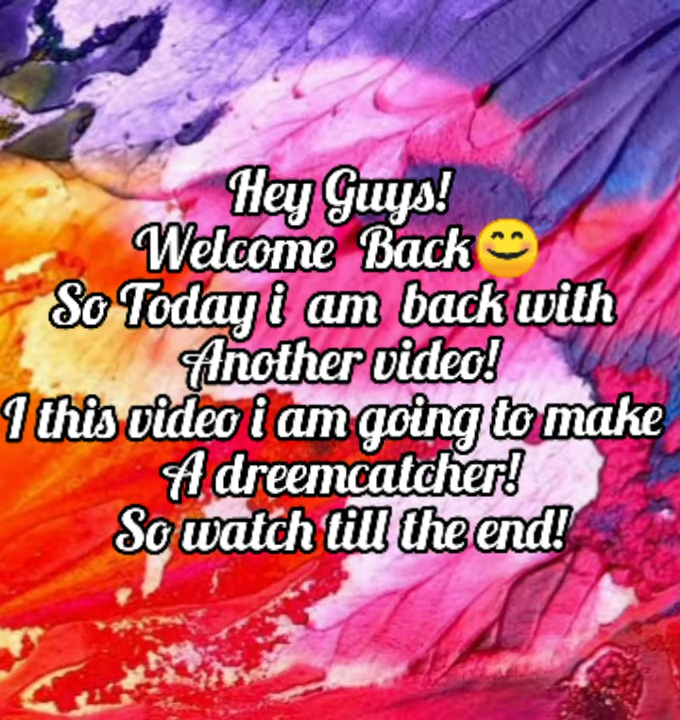 Hey Guys!
Welcome Back😊
So Today i am back with
Another video!
I this video i am going to make
A dreemcatcher!
So watch till the end!